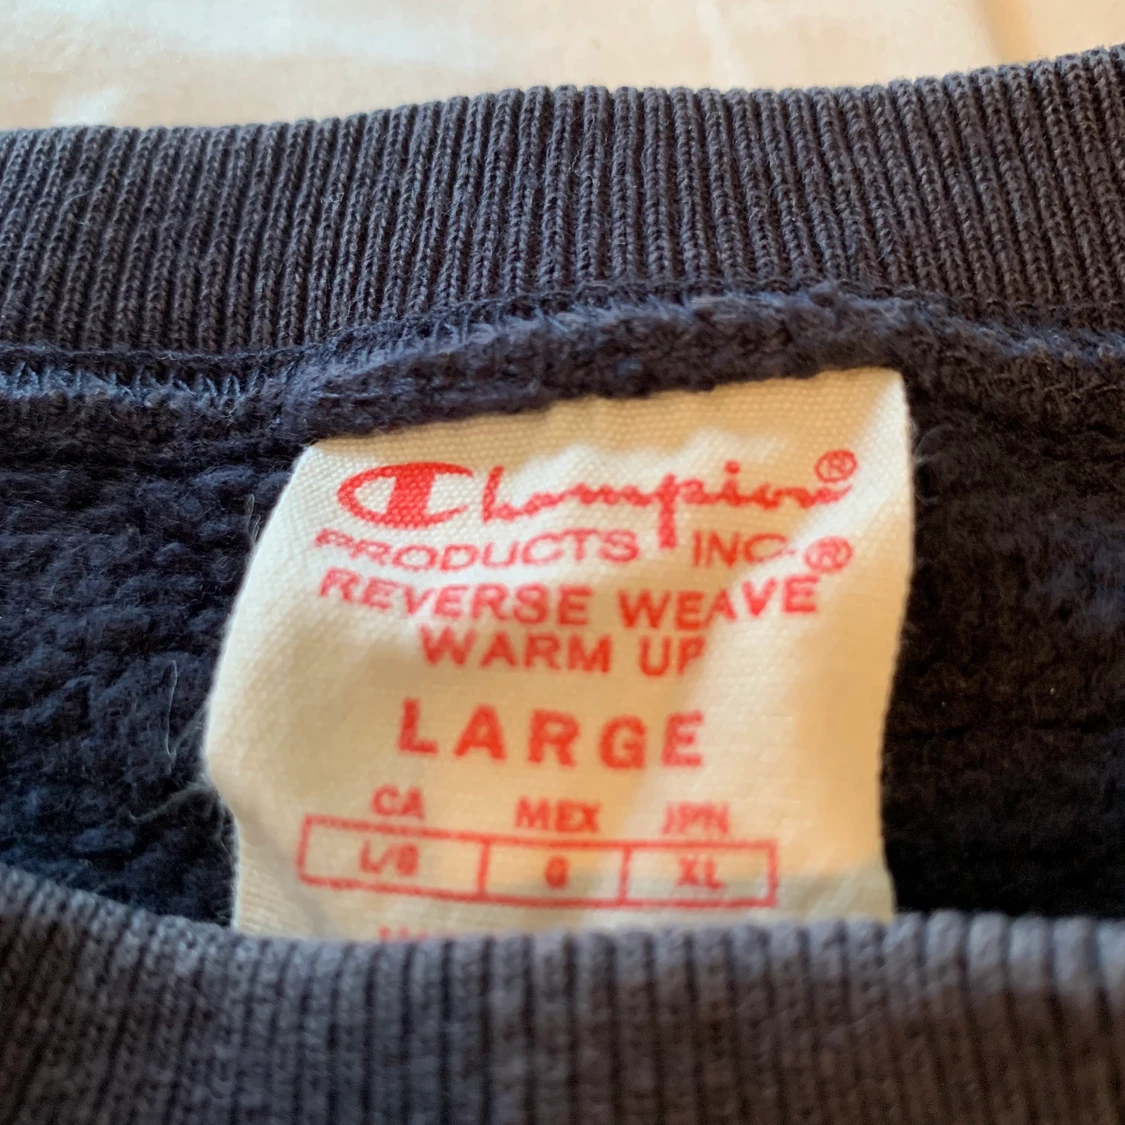 Champion®
PRODUCTS INC.
REVERSE WEAVE®
WARM UP
LARGE
CA MEX JPN
L/G G XL